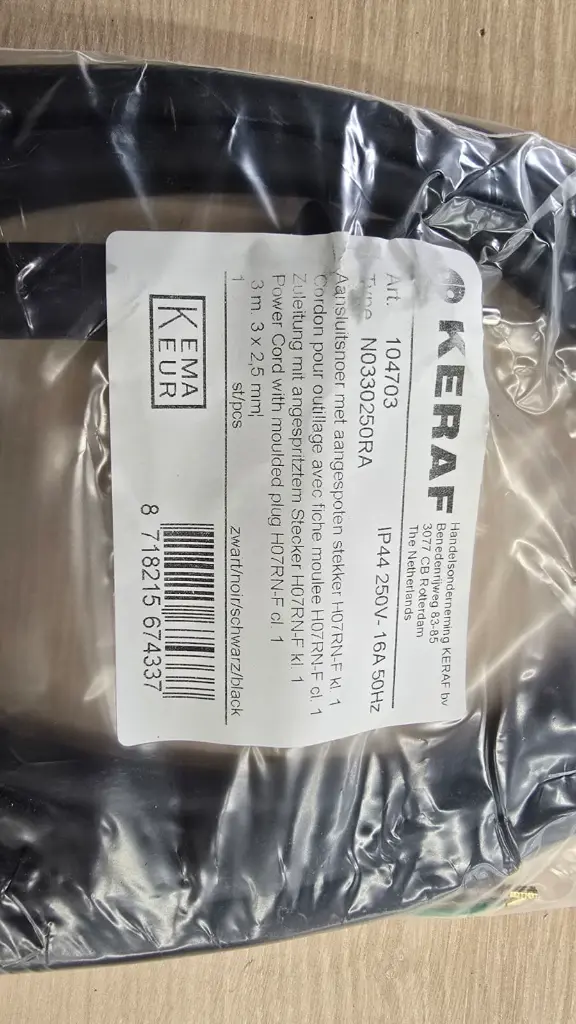 KERAF
Handelsonderneming KERAF bv
Benedenrijweg 83-85
3077 CB Rotterdam
The Netherlands
Art. 104703
Type N0330250RA IP44 250V- 16A 50Hz
Aansluitsnoer met aangespoten stekker H07RN-F kl. 1
Cordon pour outillage avec fiche moulee H07RN-F cl. 1
Zuleitung mit angespritztem Stecker H07RN-F kl. 1
Power Cord with moulded plug H07RN-F cl. 1
3 m. 3 x 2,5 mm
1 st/pcs zwart/noir/schwarz/black
KEMA
KEUR
8 718215 674337